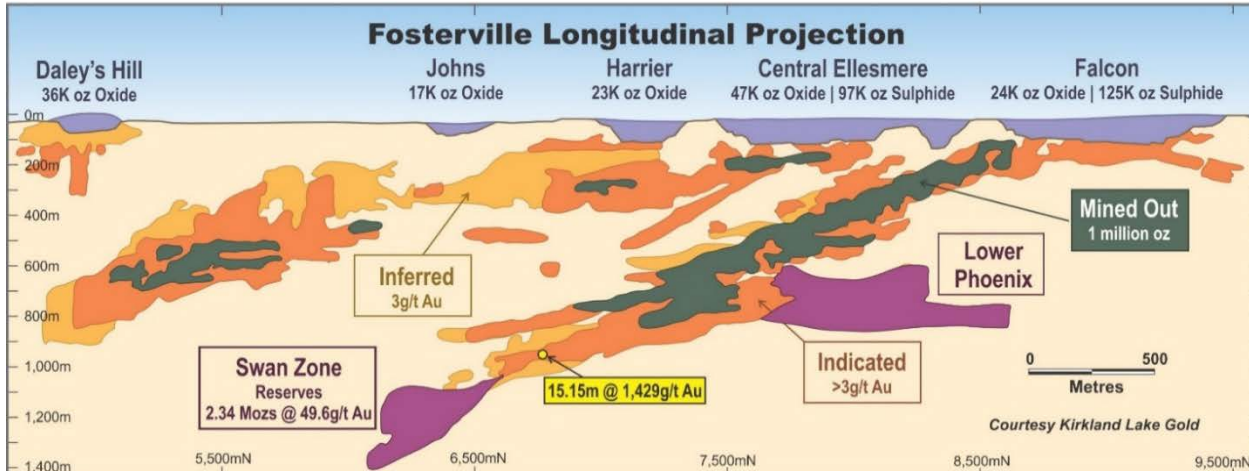 Fosterville Longitudinal Projection
Daley's Hill
36K oz Oxide
Johns
17K oz Oxide
Harrier
23K oz Oxide
Central Ellesmere
47K oz Oxide | 97K oz Sulphide
Falcon
24K oz Oxide | 125K oz Sulphide
0m
200m
400m
600m
800m
1,000m
1,200m
1,400m
Mined Out
1 million oz
Inferred
3g/t Au
Lower
Phoenix
Swan Zone
Reserves
2.34 Mozs @ 49.6g/t Au
15.15m @ 1,429g/t Au
Indicated
>3g/t Au
0 500
Metres
Courtesy Kirkland Lake Gold
5,500mN 6,500mN 7,500mN 8,500mN 9,500mN